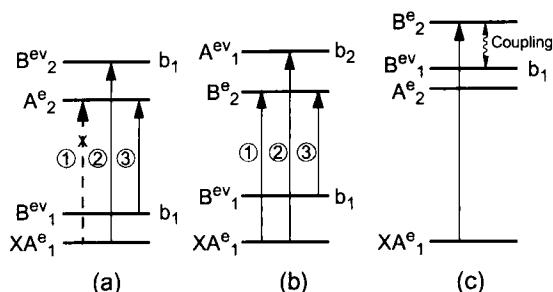 B^ev_2 b_1
A^e_2
① ② ③
B^ev_1 b_1
XA^e_1
(a)
A^ev_1 b_2
B^e_2
① ② ③
B^ev_1 b_1
XA^e_1
(b)
B^e_2
Coupling
B^ev_1 b_1
A^e_2
XA^e_1
(c)